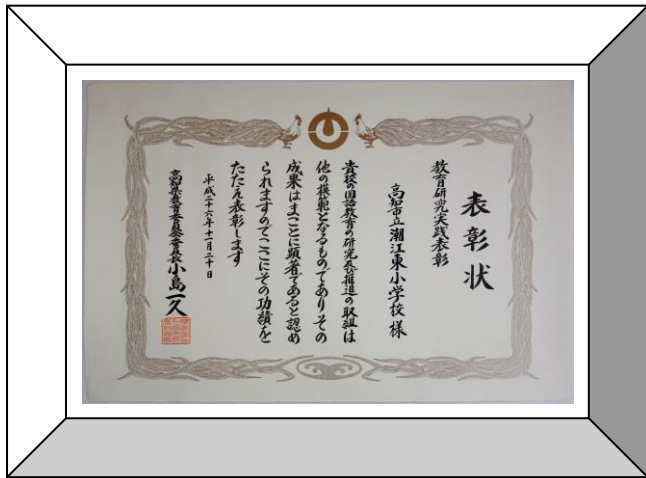 表彰状
教育研究実践表彰
高知市立潮江東小学校 様
貴校の国語教育の研究及び推進の取組は
他の模範となるものでありその
成果はまことに顕著であると認め
られますのでここにその功績を
たたえ表彰します
平成二十六年十一月二十日
高知県教育委員会委員長 小島一久